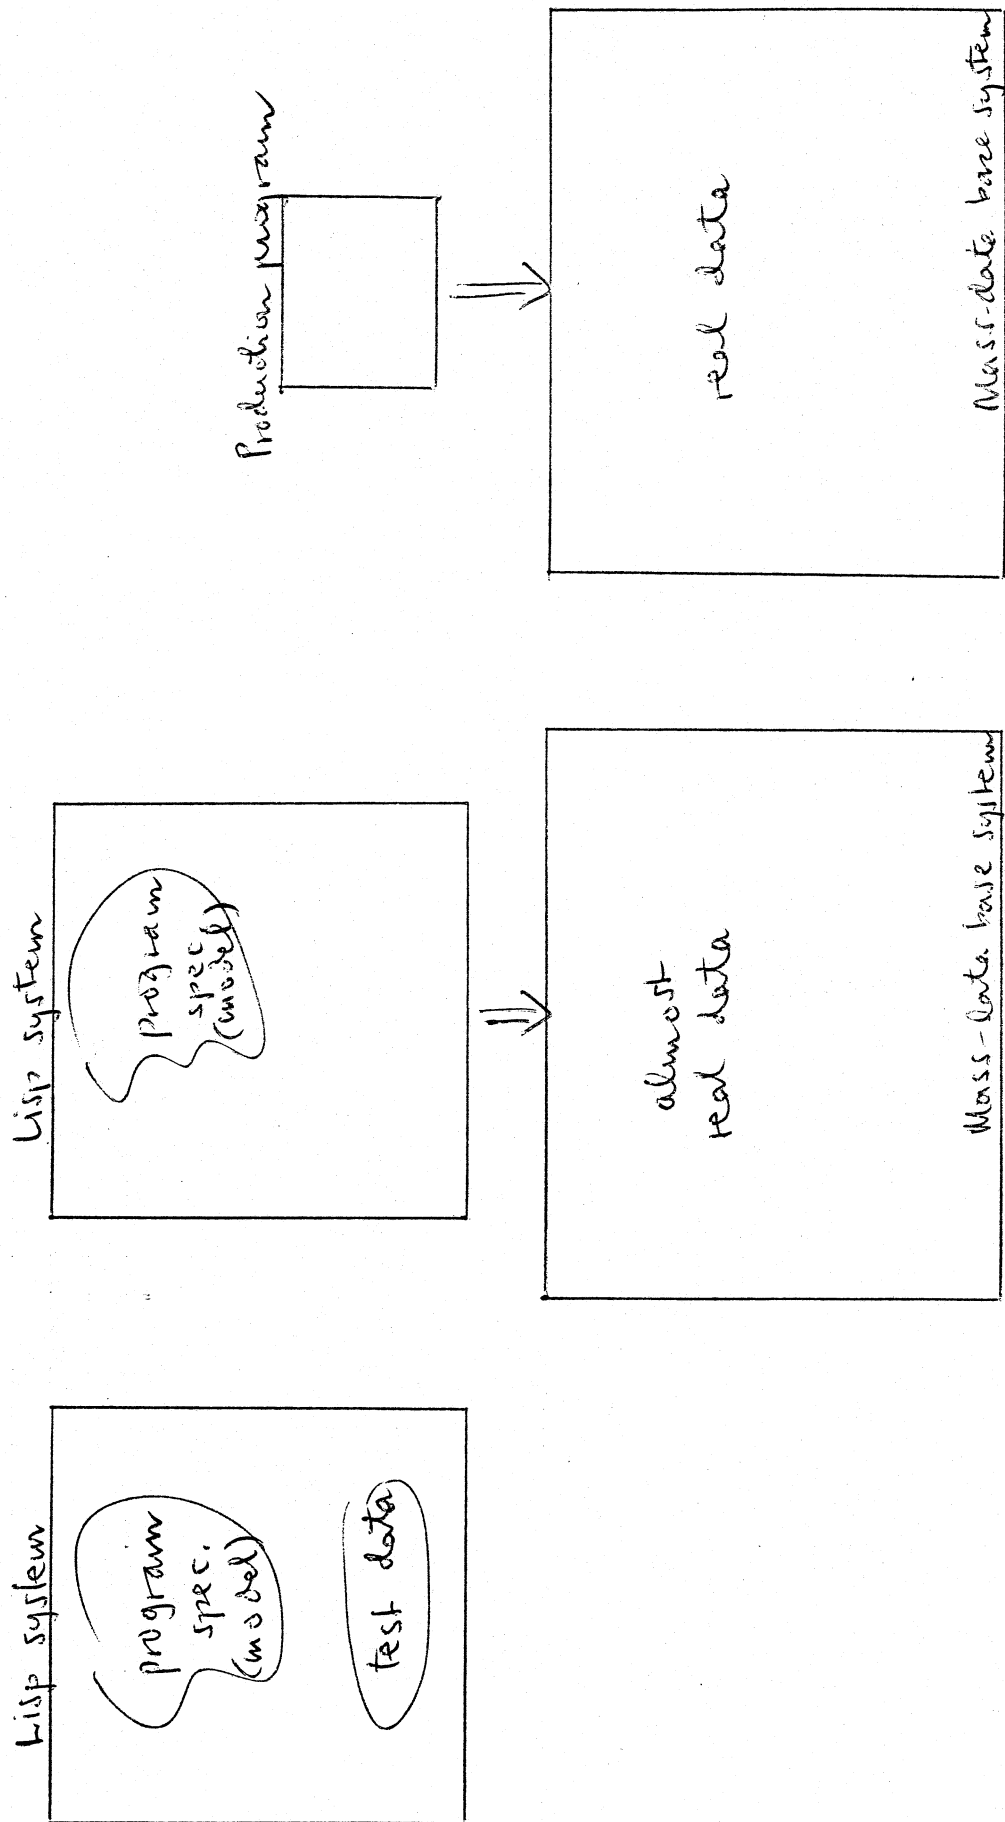 Lisp system
program
spec.
(model)
test data
Lisp system
program
spec.
(model)
almost
real data
Mass-data base system
Production program
real data
Mass-data base system